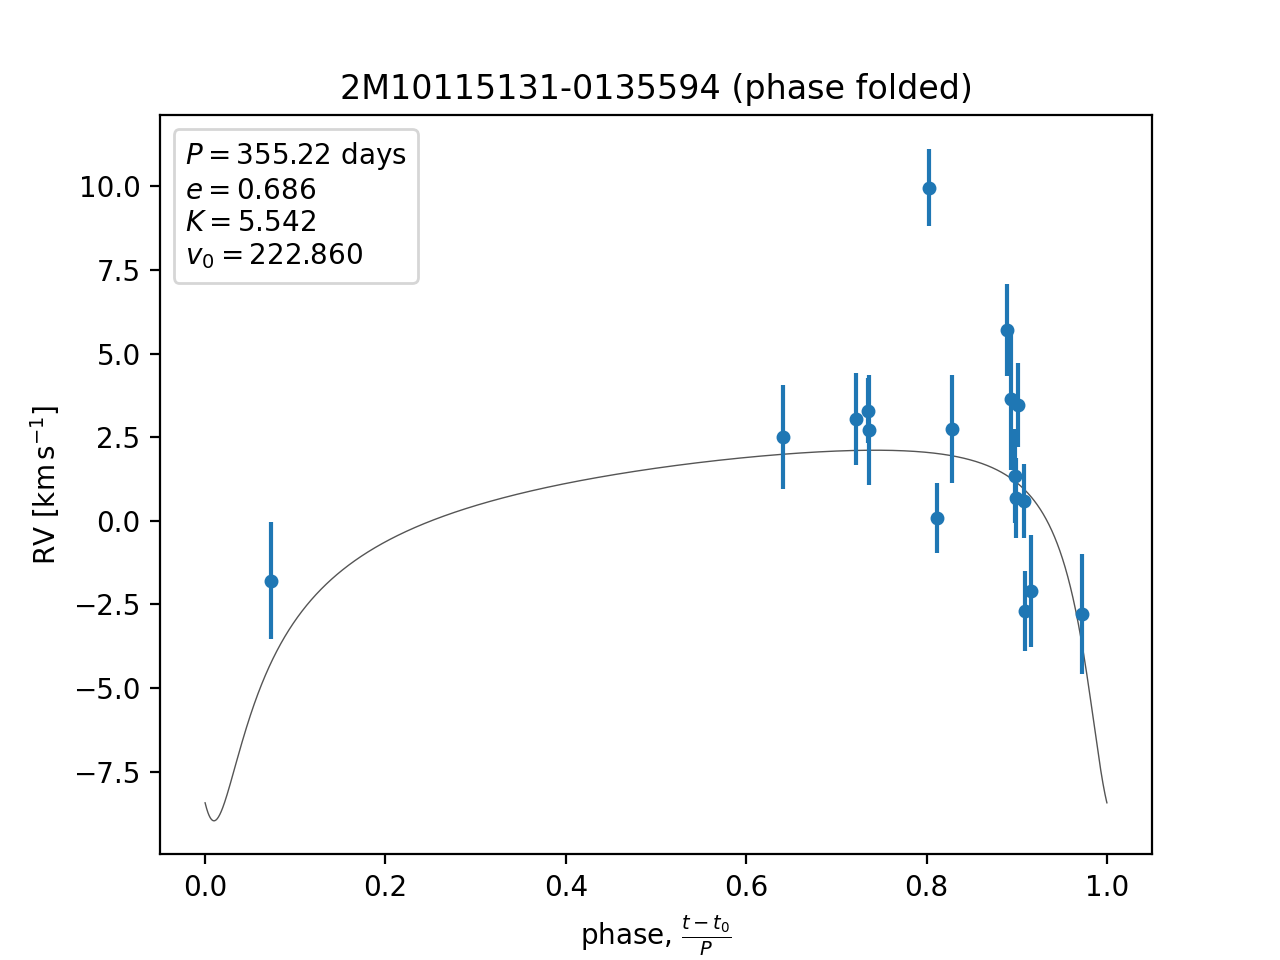 2M10115131-0135594 (phase folded)
P = 355.22 days
e = 0.686
K = 5.542
v₀ = 222.860
10.0
7.5
5.0
2.5
0.0
−2.5
−5.0
−7.5
RV [km s⁻¹]
0.0 0.2 0.4 0.6 0.8 1.0
phase, (t − t₀)/P